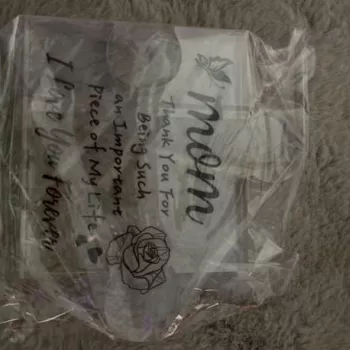 mom
Thank You For
Being Such
an Important
Piece of My Life
I Love You Forever